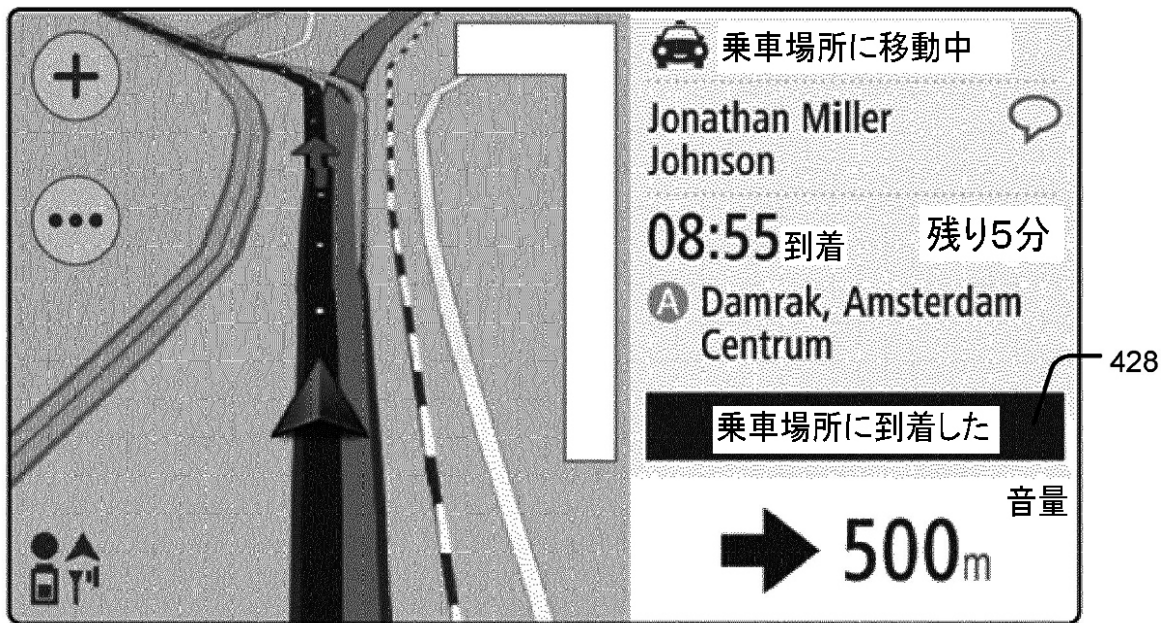 乗車場所に移動中
Jonathan Miller
Johnson
08:55到着 残り5分
A Damrak, Amsterdam
Centrum
428
乗車場所に到着した
音量
500m